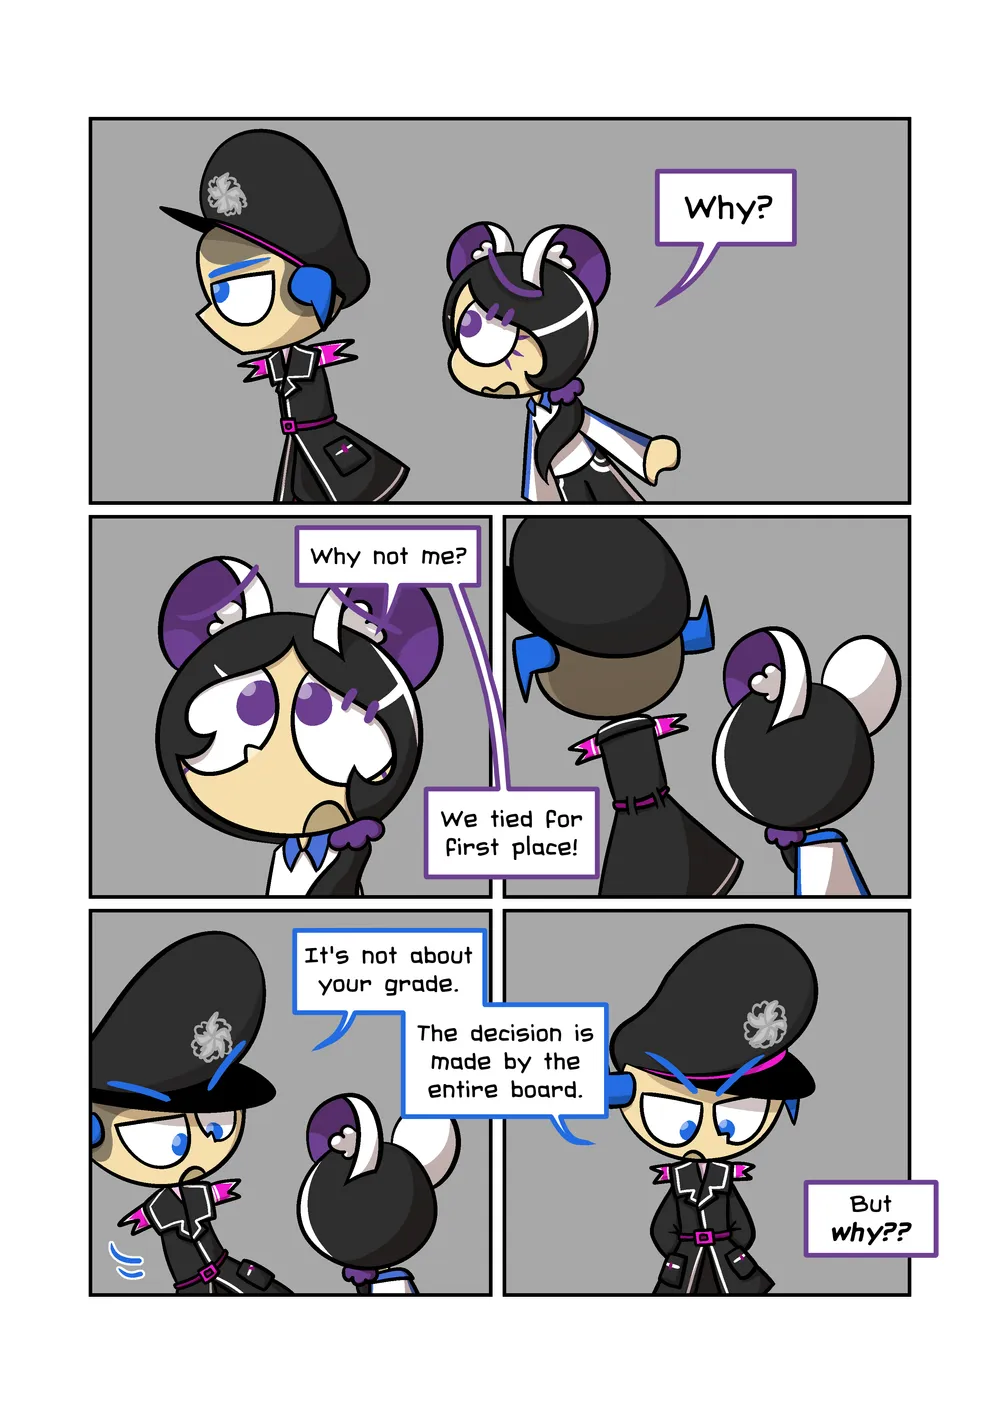 Why?
Why not me?
We tied for
first place!
It's not about
your grade.
The decision is
made by the
entire board.
But
why??